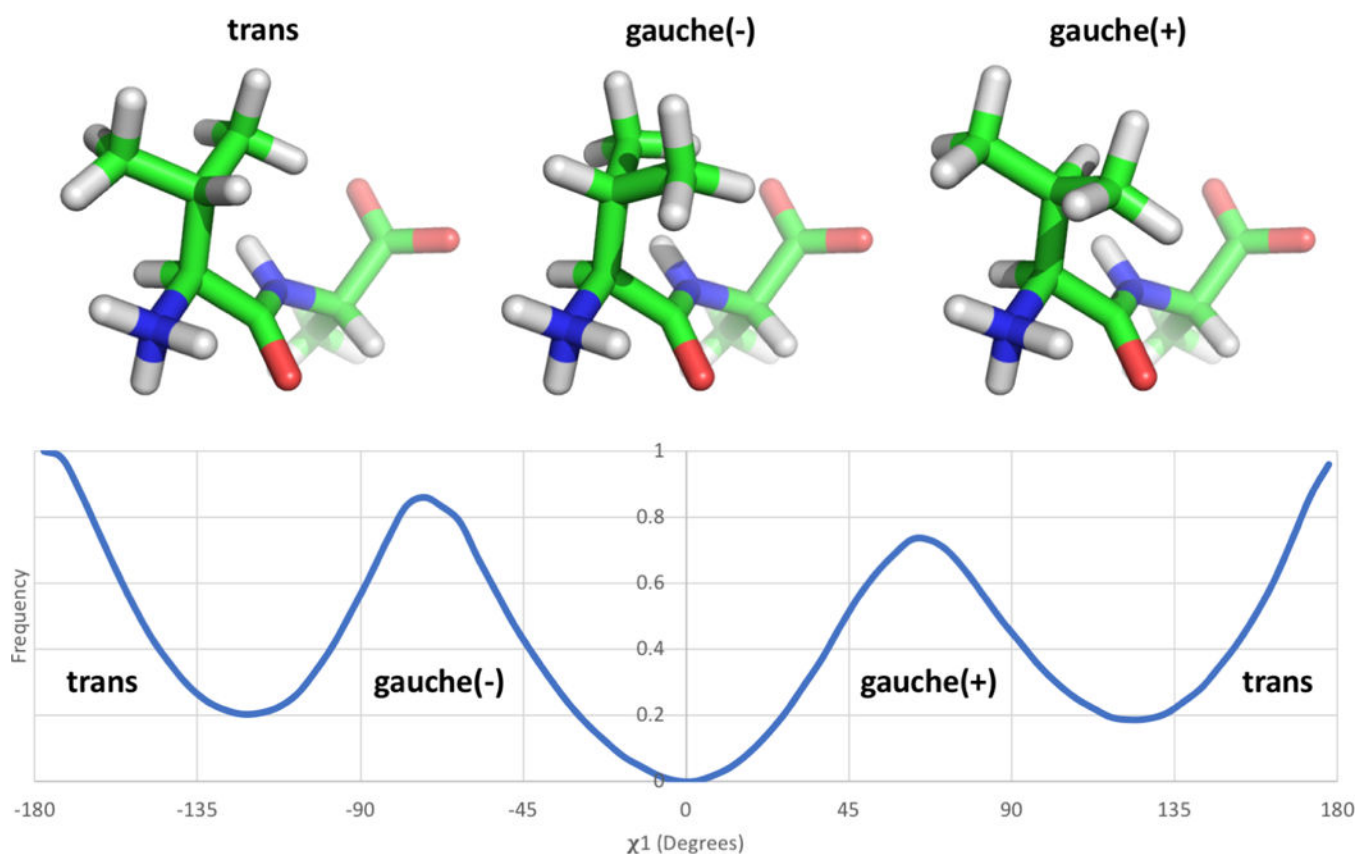 trans gauche(-) gauche(+)
1
0.8
0.6
0.4
0.2
0
Frequency
trans gauche(-) gauche(+) trans
-180 -135 -90 -45 0 45 90 135 180
χ1 (Degrees)